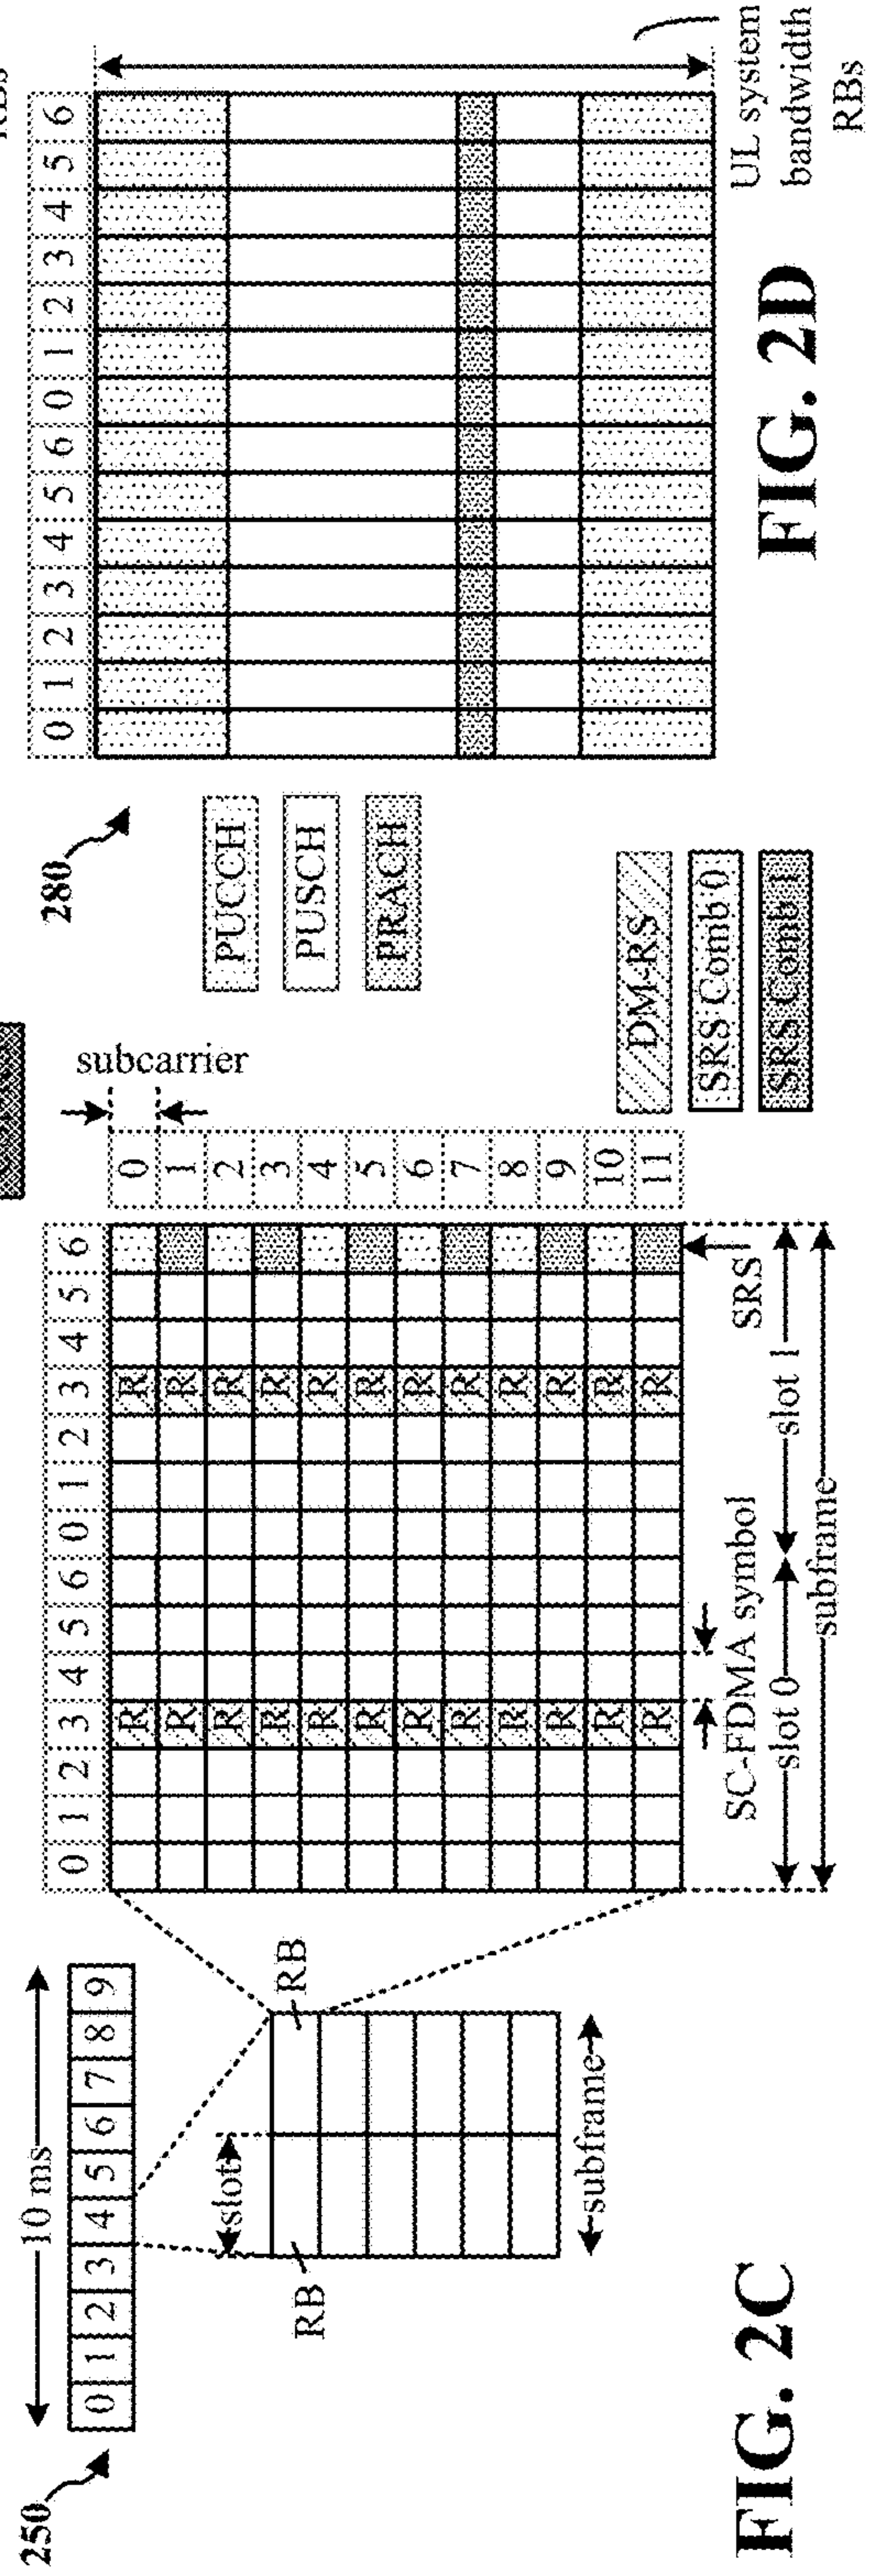 250
10 ms
0 1 2 3 4 5 6 7 8 9
slot
RB
RB
subframe
0 1 2 3 4 5 6 0 1 2 3 4 5 6
R R
R R
R R
R R
R R
R R
R R
R R
R R
R R
R R
R R
subcarrier
0
1
2
3
4
5
6
7
8
9
10
11
SRS
SC-FDMA symbol
slot 0
slot 1
subframe
DM-RS
SRS Comb 0
SRS Comb 1
FIG. 2C
280
PUCCH
PUSCH
PRACH
0 1 2 3 4 5 6 0 1 2 3 4 5 6
UL system
bandwidth
RBs
FIG. 2D